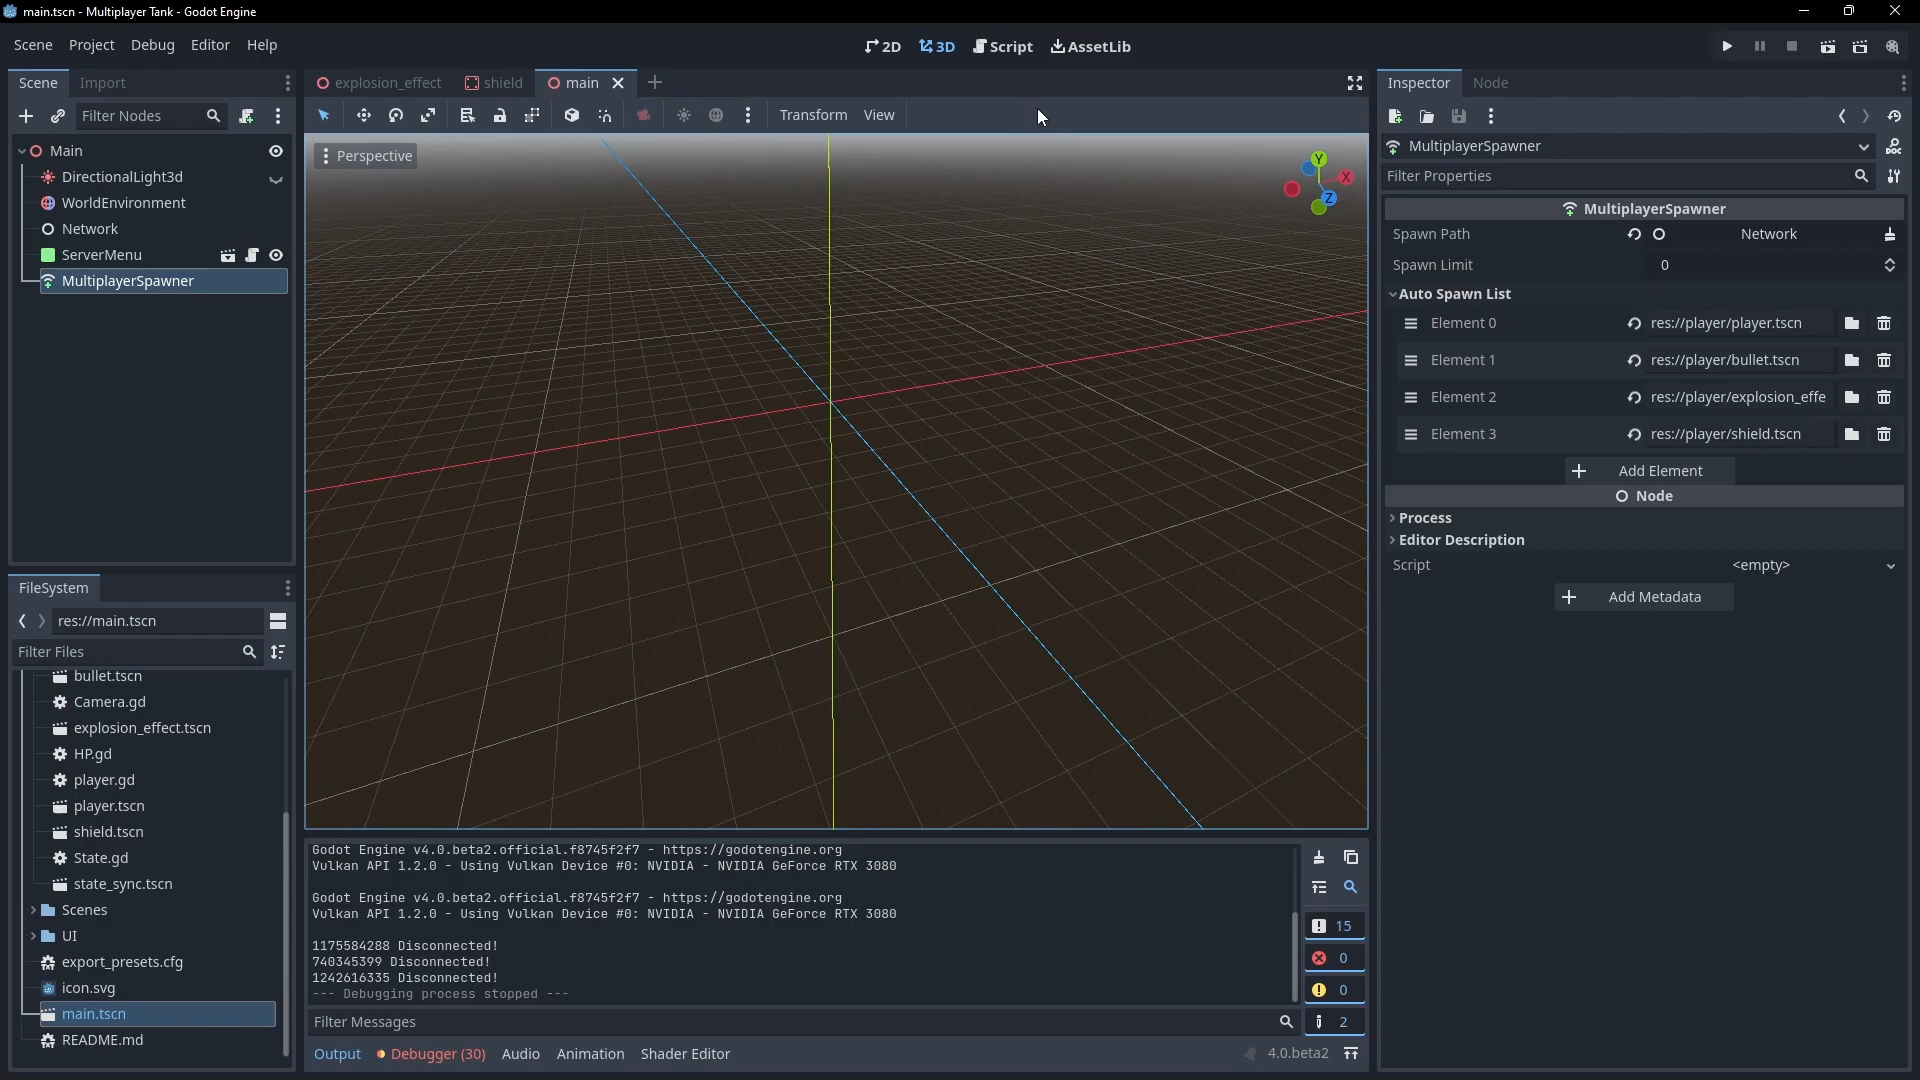 main.tscn - Multiplayer Tank - Godot Engine
Scene Project Debug Editor Help
2D 3D Script AssetLib
Scene Import
Filter Nodes
Main
DirectionalLight3d
WorldEnvironment
Network
ServerMenu
MultiplayerSpawner
FileSystem
res://main.tscn
Filter Files
bullet.tscn
Camera.gd
explosion_effect.tscn
HP.gd
player.gd
player.tscn
shield.tscn
State.gd
state_sync.tscn
Scenes
UI
export_presets.cfg
icon.svg
main.tscn
README.md
explosion_effect shield main
Transform View
Perspective
Y
X
Z
Godot Engine v4.0.beta2.official.f8745f2f7 - https://godotengine.org
Vulkan API 1.2.0 - Using Vulkan Device #0: NVIDIA - NVIDIA GeForce RTX 3080
Godot Engine v4.0.beta2.official.f8745f2f7 - https://godotengine.org
Vulkan API 1.2.0 - Using Vulkan Device #0: NVIDIA - NVIDIA GeForce RTX 3080
1175584288 Disconnected!
740345399 Disconnected!
1242616335 Disconnected!
--- Debugging process stopped ---
15
0
0
2
Filter Messages
Output Debugger (30) Audio Animation Shader Editor 4.0.beta2
Inspector Node
MultiplayerSpawner
Filter Properties
MultiplayerSpawner
Spawn Path Network
Spawn Limit 0
Auto Spawn List
Element 0 res://player/player.tscn
Element 1 res://player/bullet.tscn
Element 2 res://player/explosion_effe
Element 3 res://player/shield.tscn
Add Element
Node
Process
Editor Description
Script <empty>
Add Metadata